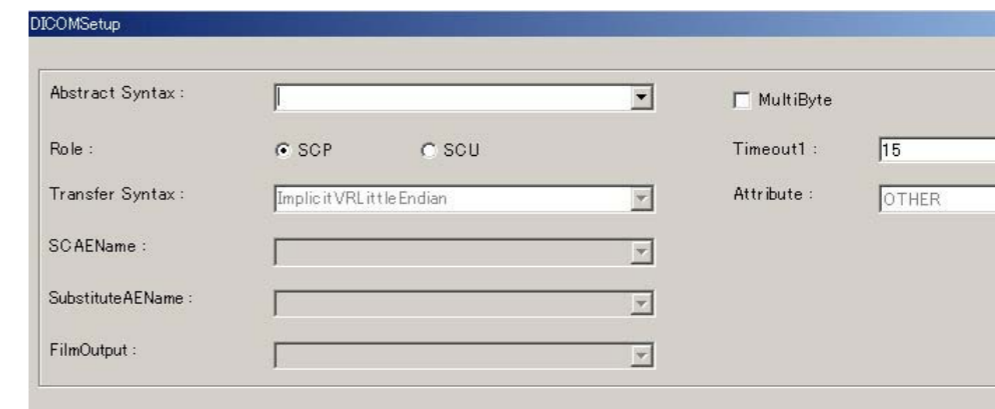 DICOMSetup
Abstract Syntax :
MultiByte
Role :
SCP
SCU
Timeout1 :
15
Transfer Syntax :
ImplicitVRLittleEndian
Attribute :
OTHER
SCAEName :
SubstituteAEName :
FilmOutput :